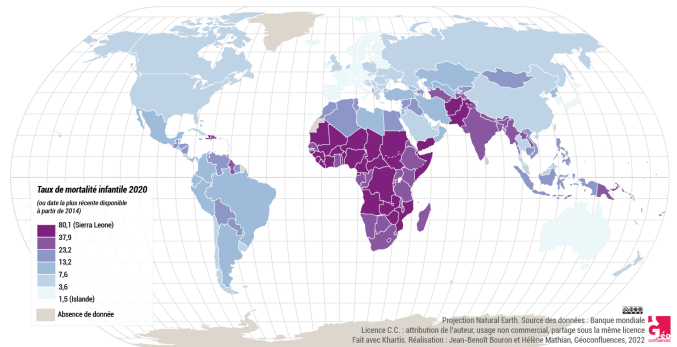 Taux de mortalité infantile 2020
(ou date la plus récente disponible
à partir de 2014)
80,1 (Sierra Leone)
37,9
23,2
13,2
7,6
3,6
1,5 (Islande)
Absence de donnée
Projection Natural Earth. Source des données : Banque mondiale
Licence C.C. : attribution de l'auteur, usage non commercial, partage sous la même licence
Fait avec Khartis. Réalisation : Jean-Benoît Bouron et Hélène Mathian, Géoconfluences, 2022
Géo
confluences